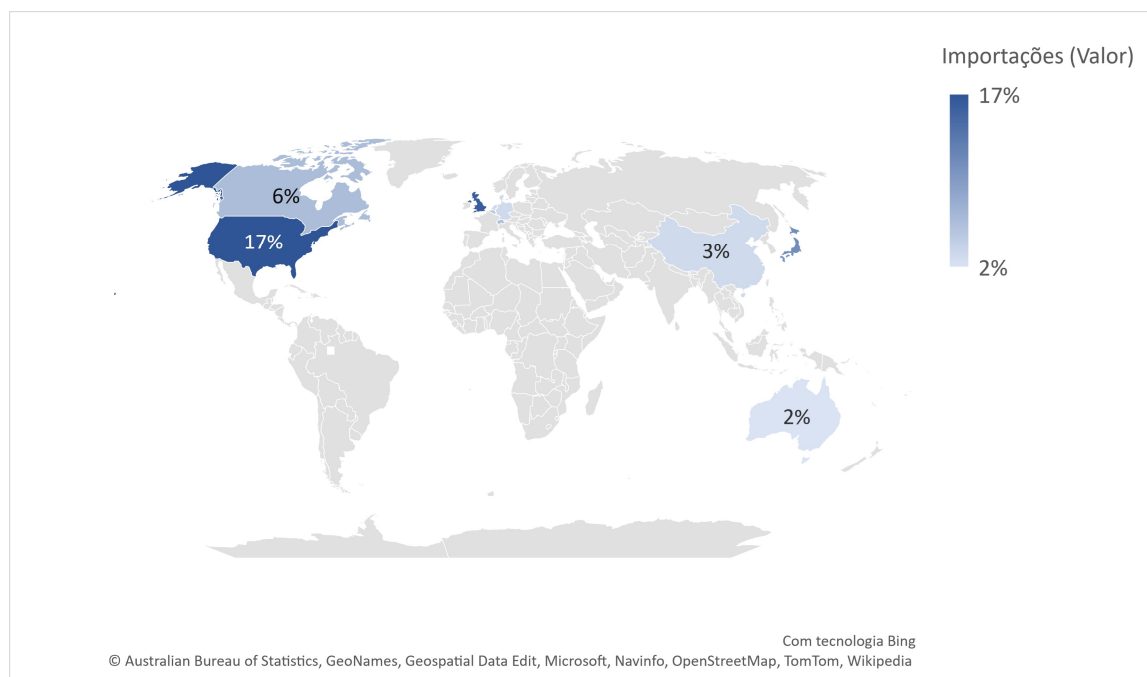 Importações (Valor)
17%
2%
6%
17%
3%
2%
Com tecnologia Bing
© Australian Bureau of Statistics, GeoNames, Geospatial Data Edit, Microsoft, Navinfo, OpenStreetMap, TomTom, Wikipedia